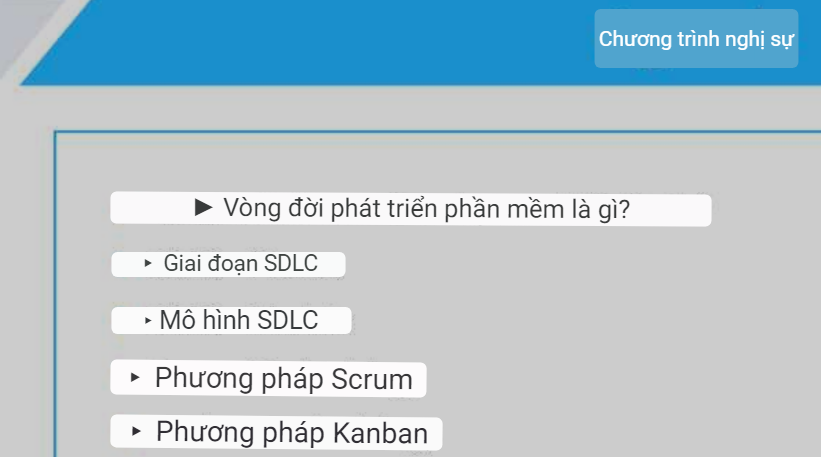 Chương trình nghị sự
► Vòng đời phát triển phần mềm là gì?
‣ Giai đoạn SDLC
‣ Mô hình SDLC
‣ Phương pháp Scrum
‣ Phương pháp Kanban